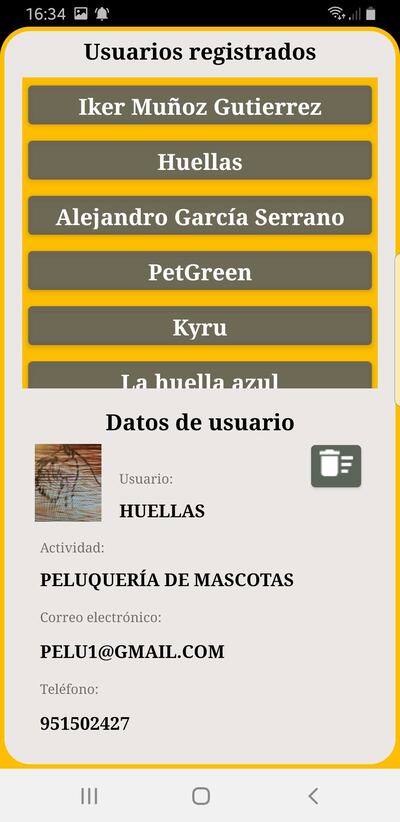 16:34
Usuarios registrados
Iker Muñoz Gutierrez
Huellas
Alejandro García Serrano
PetGreen
Kyru
La huella azul
Datos de usuario
Usuario:
HUELLAS
Actividad:
PELUQUERÍA DE MASCOTAS
Correo electrónico:
PELU1@GMAIL.COM
Teléfono:
951502427